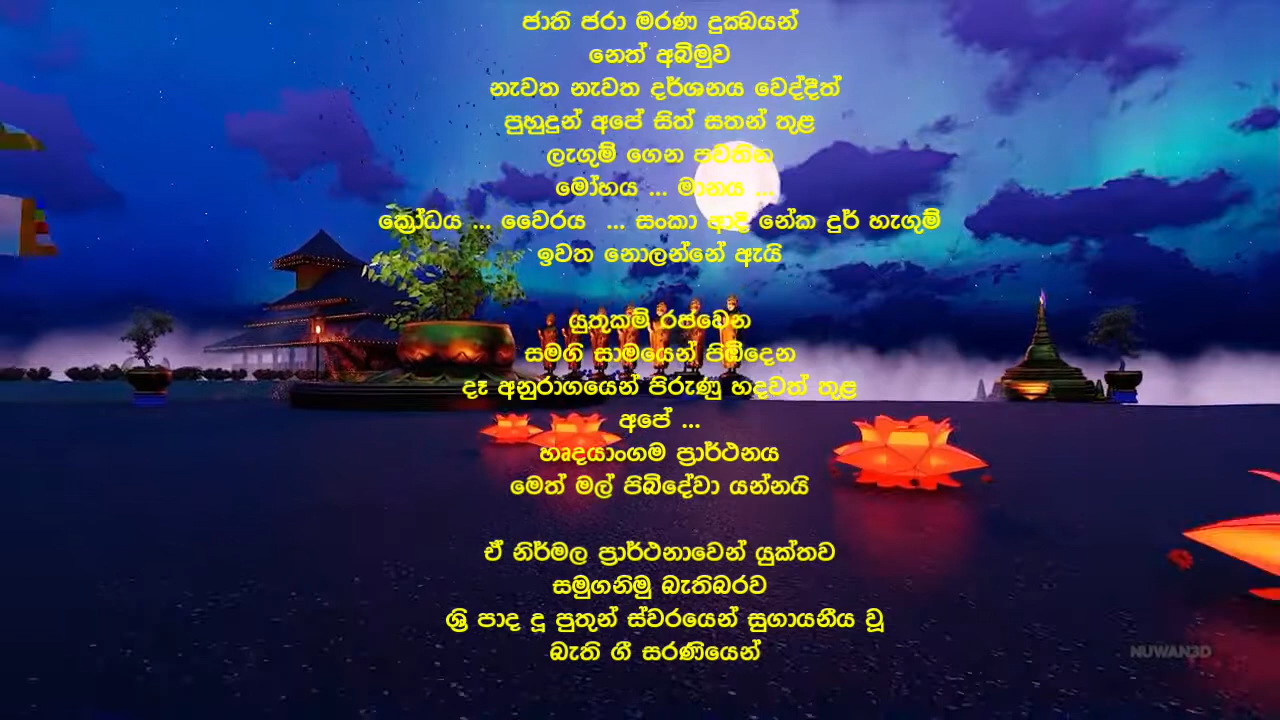 ජාති ජරා මරණ දුඃඛයන්
නෙත් අබිමුව
නැවත නැවත දර්ශනය වෙද්දීත්
පුහුදුන් අපේ සිත් සතන් තුළ
ලැගුම් ගෙන පවතින
මෝහය ... මානය ...
ක්‍රෝධය ... වෛරය ... සංකා ආදී නේක දුර් හැගුම්
ඉවත නොලන්නේ ඇයි
යුතුකම් රජවෙන
සමගි සාමයෙන් පිබිදෙන
දෑ අනුරාගයෙන් පිරුණු හදවත් තුළ
අපේ ...
හෘදයාංගම ප්‍රාර්ථනය
මෙත් මල් පිබිදේවා යන්නයි
ඒ නිර්මල ප්‍රාර්ථනාවෙන් යුක්තව
සමුගනිමු බැතිබරව
ශ්‍රි පාද දූ පුතුන් ස්වරයෙන් සුගායනීය වූ
බැති ගී සරණියෙන්
NUWAN3D